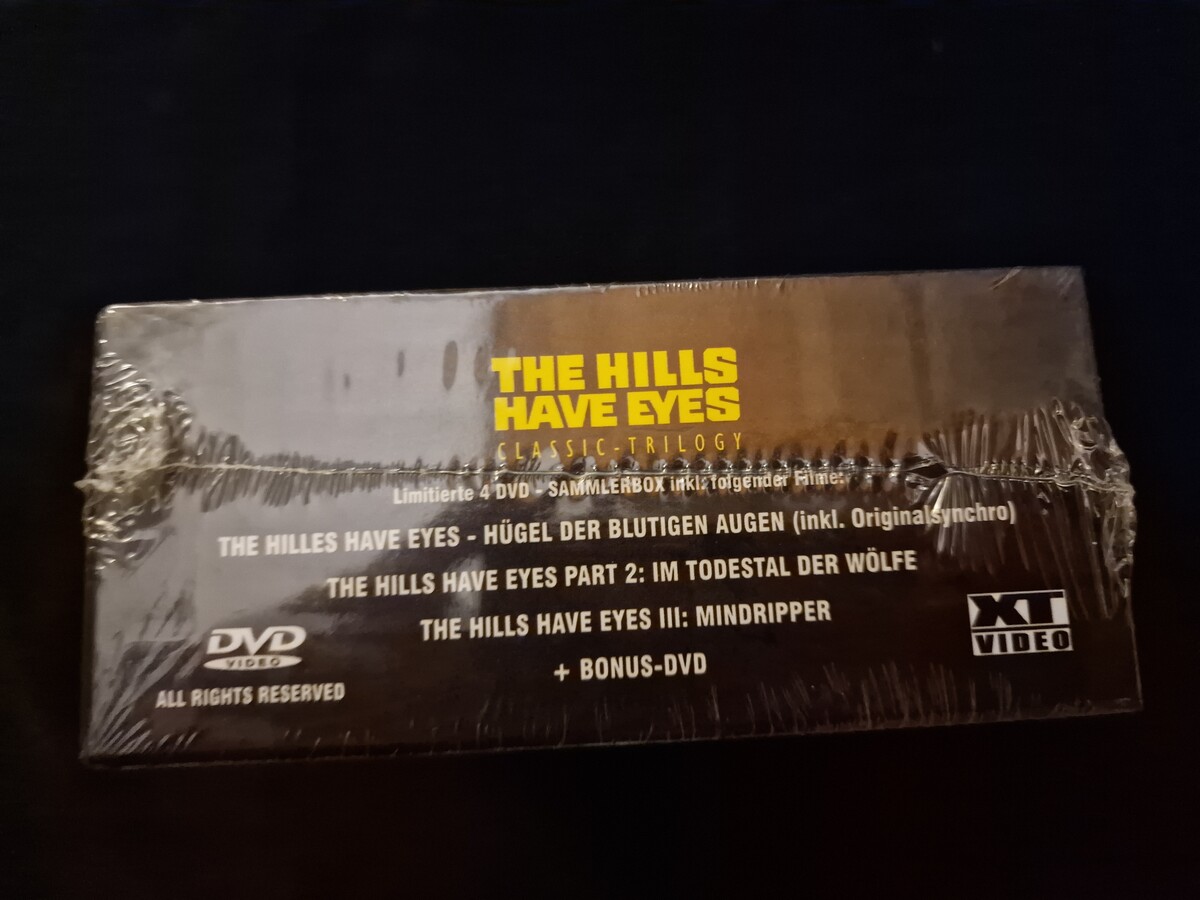 THE HILLS
HAVE EYES
CLASSIC-TRILOGY
Limitierte 4 DVD - SAMMLERBOX inkl. folgender Filme:
THE HILLES HAVE EYES - HÜGEL DER BLUTIGEN AUGEN (inkl. Originalsynchro)
THE HILLS HAVE EYES PART 2: IM TODESTAL DER WÖLFE
THE HILLS HAVE EYES III: MINDRIPPER
+ BONUS-DVD
DVD
VIDEO
ALL RIGHTS RESERVED
XT
VIDEO